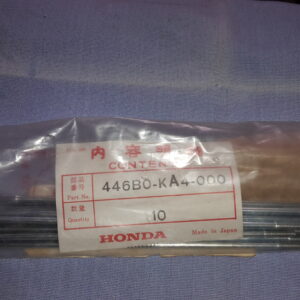 内容明細
CONTENTS
部品番号
Part No.
446B0-KA4-000
数量
Quantity
10
HONDA
Made in Japan